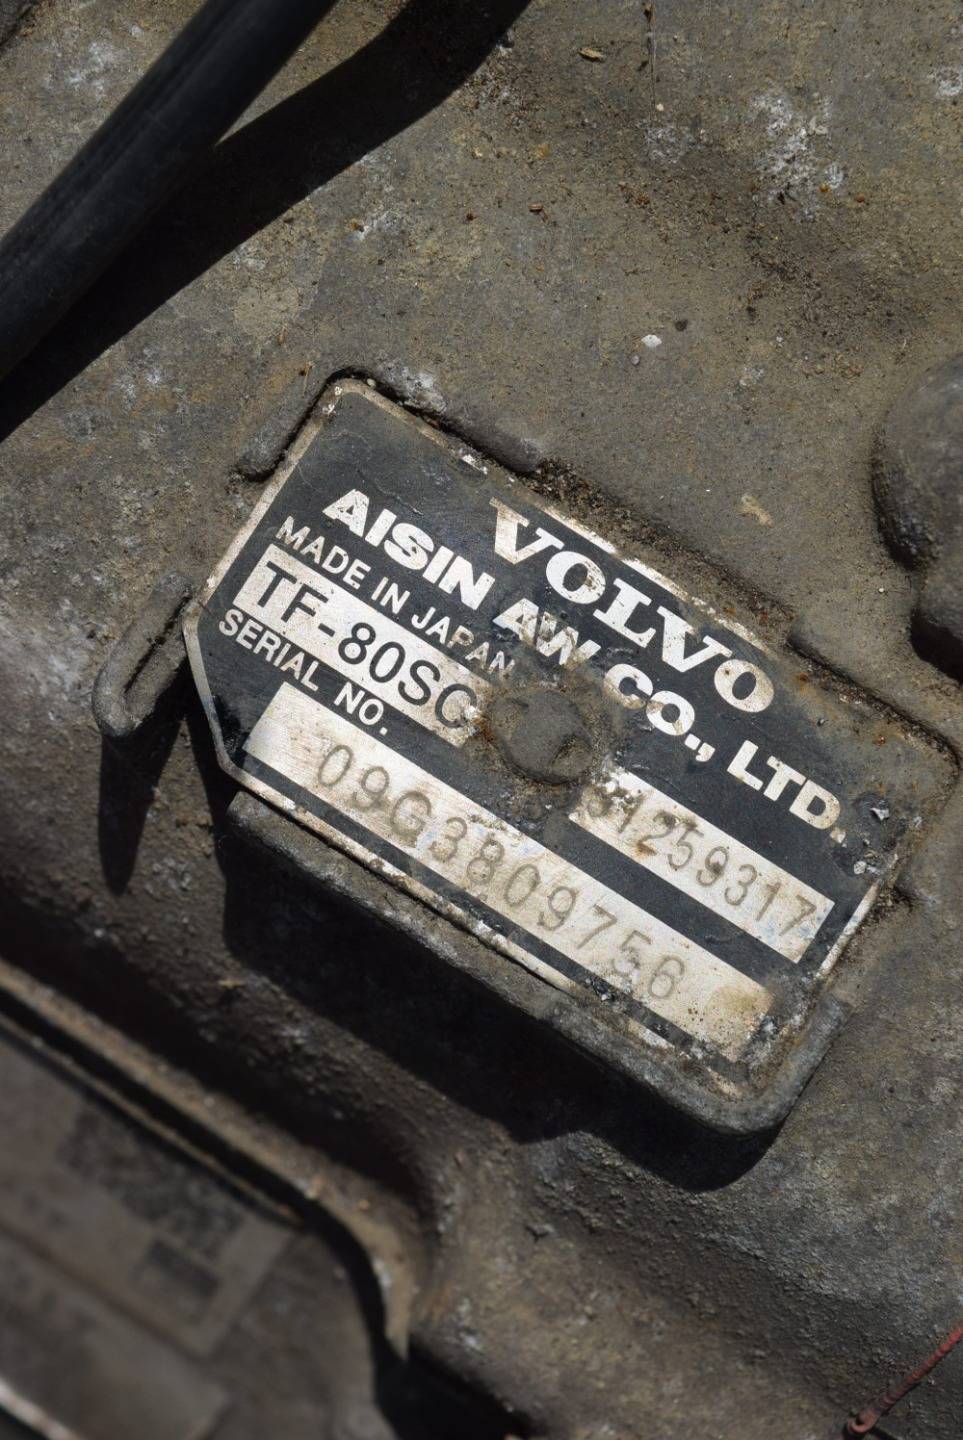 VOLVO
AISIN AW CO., LTD.
MADE IN JAPAN
TF-80SC
31259317
SERIAL NO.
09G3809756